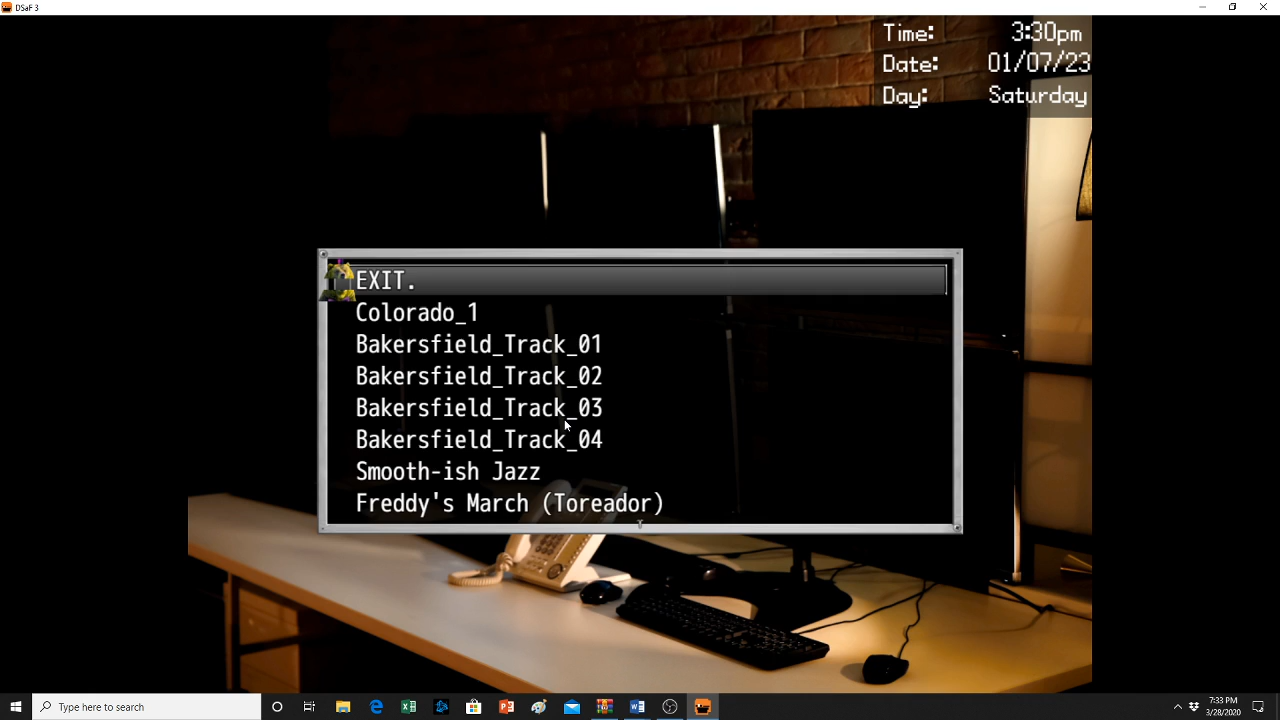 DSaF 3
Time: 3:30pm
Date: 01/07/23
Day: Saturday
EXIT.
Colorado_1
Bakersfield_Track_01
Bakersfield_Track_02
Bakersfield_Track_03
Bakersfield_Track_04
Smooth-ish Jazz
Freddy's March (Toreador)
Type here to search
7:33 PM
3/28/2020